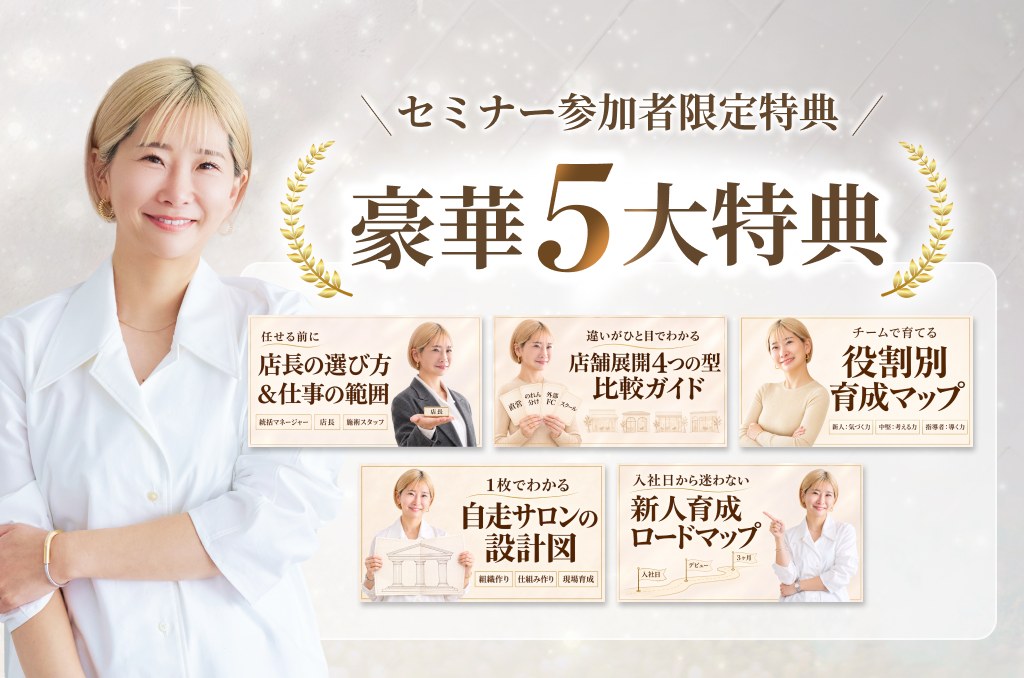 セミナー参加者限定特典
豪華5大特典
任せる前に
店長の選び方
&仕事の範囲
統括マネージャー 店長 施術スタッフ
店長
違いがひと目でわかる
店舗展開4つの型
比較ガイド
直営 のれん分け 外部FC スクール
チームで育てる
役割別
育成マップ
新人:気づく力 中堅:考える力 指導者:導く力
1枚でわかる
自走サロンの
設計図
組織作り 仕組み作り 現場育成
入社日から迷わない
新人育成
ロードマップ
入社日 デビュー 3ヶ月